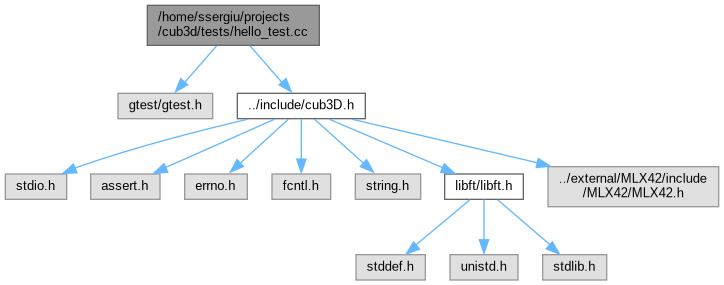 /home/ssergiu/projects
/cub3d/tests/hello_test.cc
gtest/gtest.h
../include/cub3D.h
stdio.h
assert.h
errno.h
fcntl.h
string.h
libft/libft.h
../external/MLX42/include
/MLX42/MLX42.h
stddef.h
unistd.h
stdlib.h